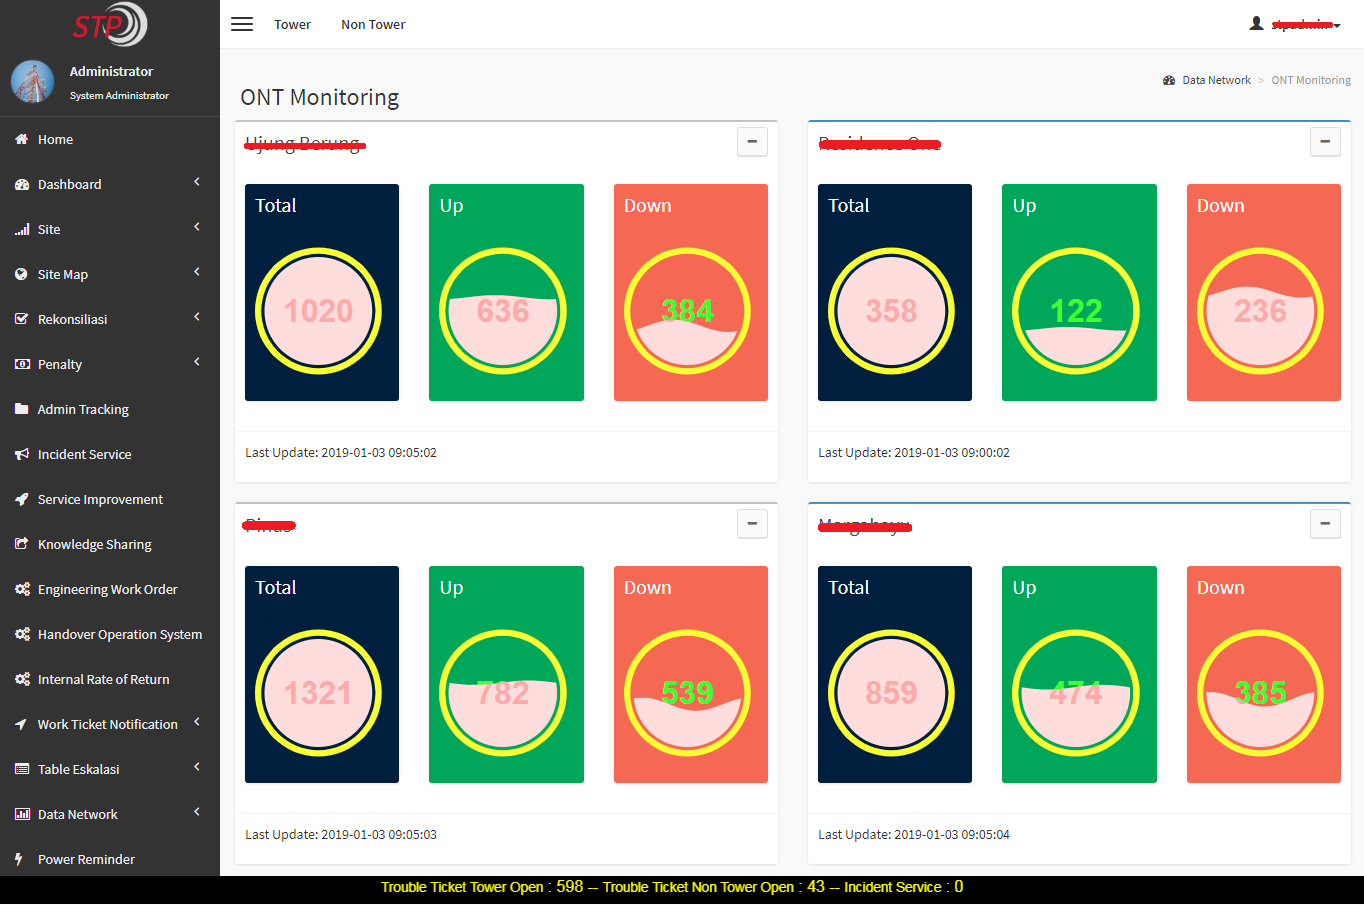 STP
Administrator
System Administrator
Home
Dashboard
Site
Site Map
Rekonsiliasi
Penalty
Admin Tracking
Incident Service
Service Improvement
Knowledge Sharing
Engineering Work Order
Handover Operation System
Internal Rate of Return
Work Ticket Notification
Table Eskalasi
Data Network
Power Reminder
Tower Non Tower
Data Network > ONT Monitoring
ONT Monitoring
Total Up Down
1020 636 384
Last Update: 2019-01-03 09:05:02
Total Up Down
358 122 236
Last Update: 2019-01-03 09:00:02
Total Up Down
1321 782 539
Last Update: 2019-01-03 09:05:03
Total Up Down
859 474 385
Last Update: 2019-01-03 09:05:04
Trouble Ticket Tower Open : 598 -- Trouble Ticket Non Tower Open : 43 -- Incident Service : 0